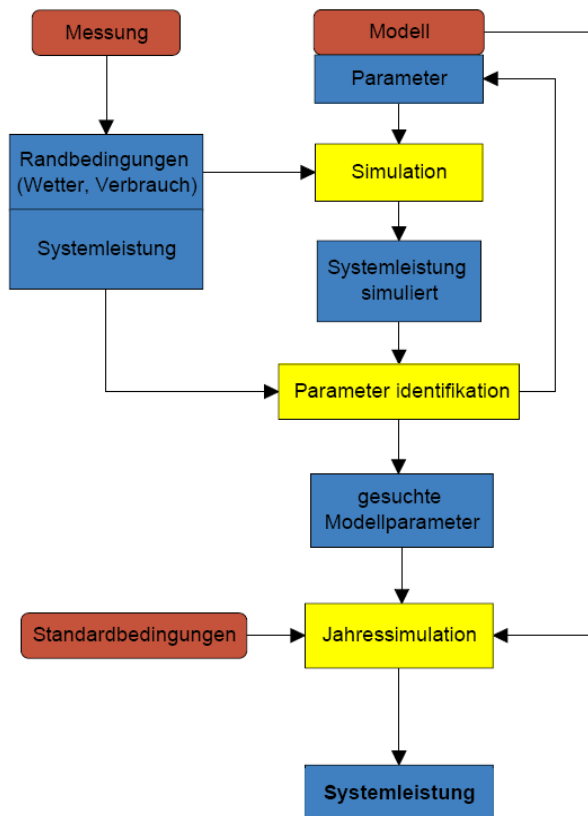 Messung
Modell
Parameter
Randbedingungen
(Wetter, Verbrauch)
Simulation
Systemleistung
Systemleistung
simuliert
Parameter identifikation
gesuchte
Modellparameter
Standardbedingungen
Jahressimulation
Systemleistung